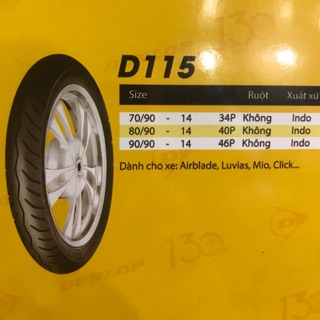 D115
Size Ruột Xuất xứ
70/90 - 14 34P Không Indo
80/90 - 14 40P Không Indo
90/90 - 14 46P Không Indo
Dành cho xe: Airblade, Luvias, Mio, Click...
DUNLOP